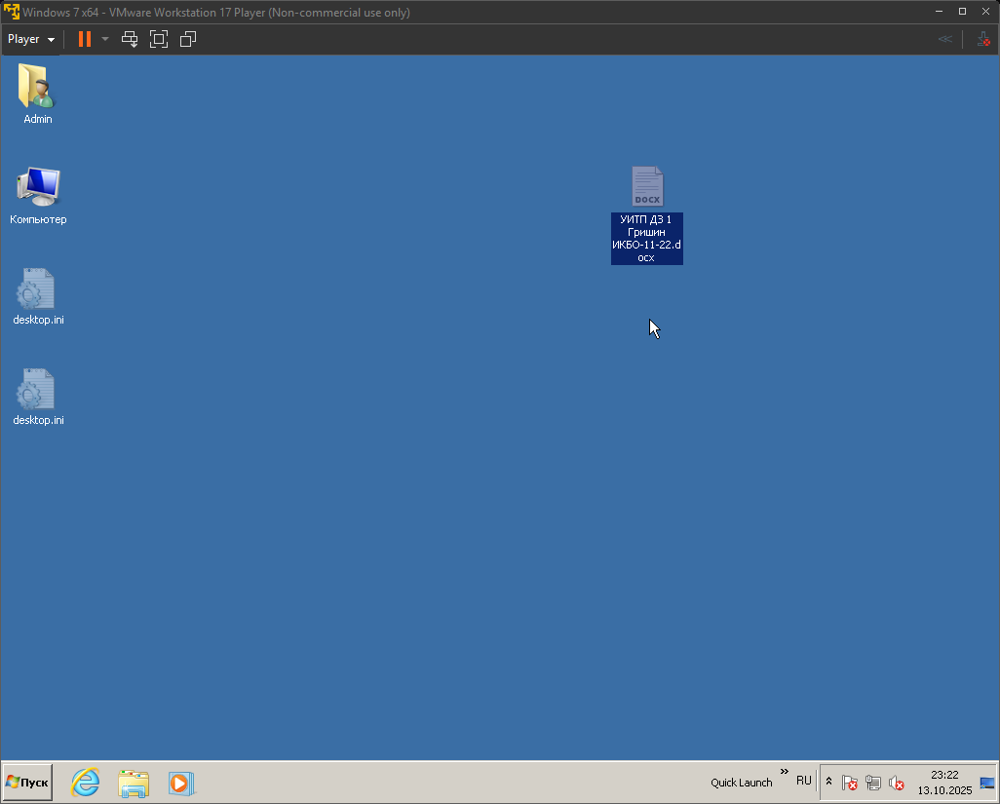 Windows 7 x64 - VMware Workstation 17 Player (Non-commercial use only)
Player
Admin
Компьютер
desktop.ini
desktop.ini
DOCX
УИТП ДЗ 1
Гришин
ИКБО-11-22.d
ocx
Пуск
Quick Launch
RU
23:22
13.10.2025